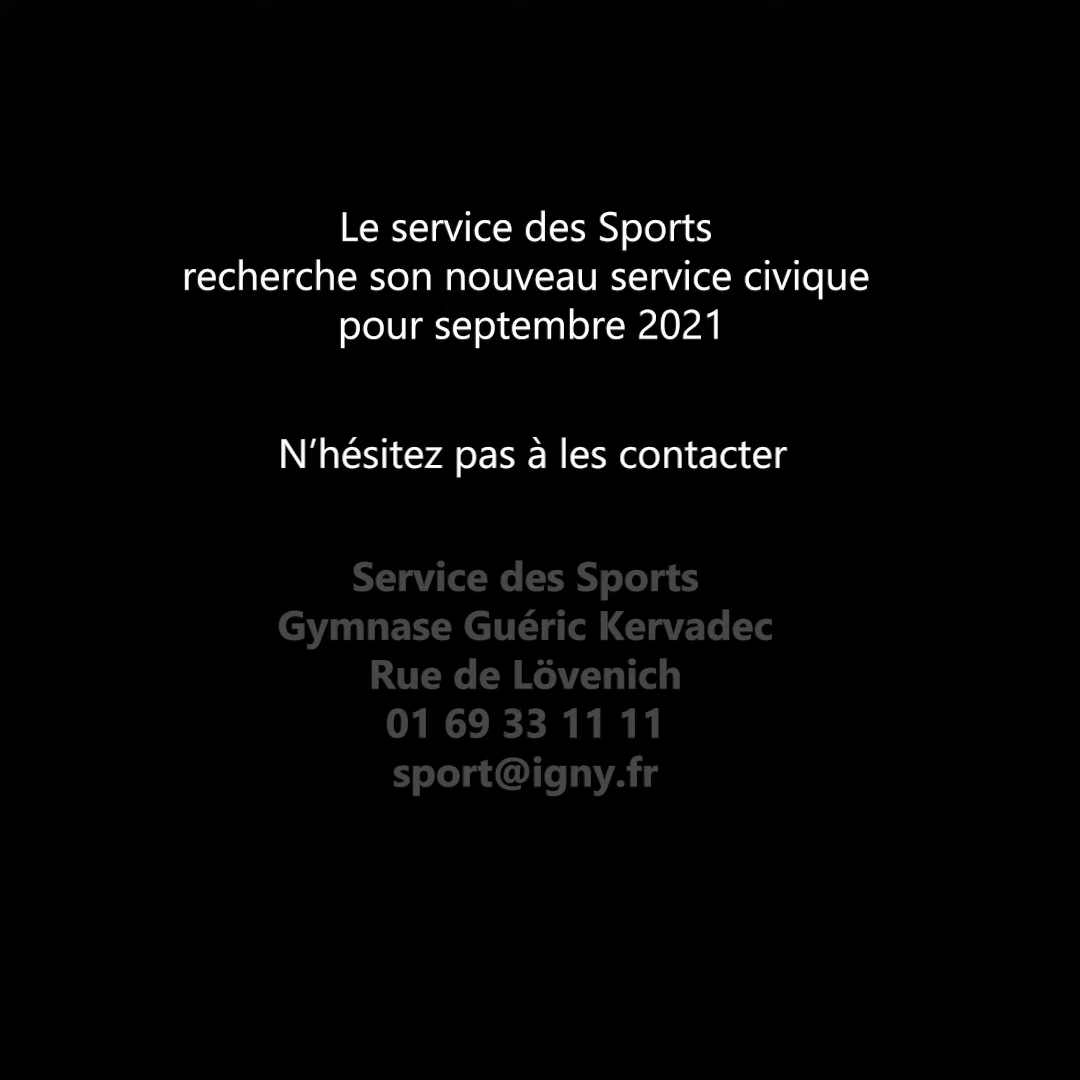 Le service des Sports
recherche son nouveau service civique
pour septembre 2021
N’hésitez pas à les contacter
Service des Sports
Gymnase Guéric Kervadec
Rue de Lövenich
01 69 33 11 11
sport@igny.fr